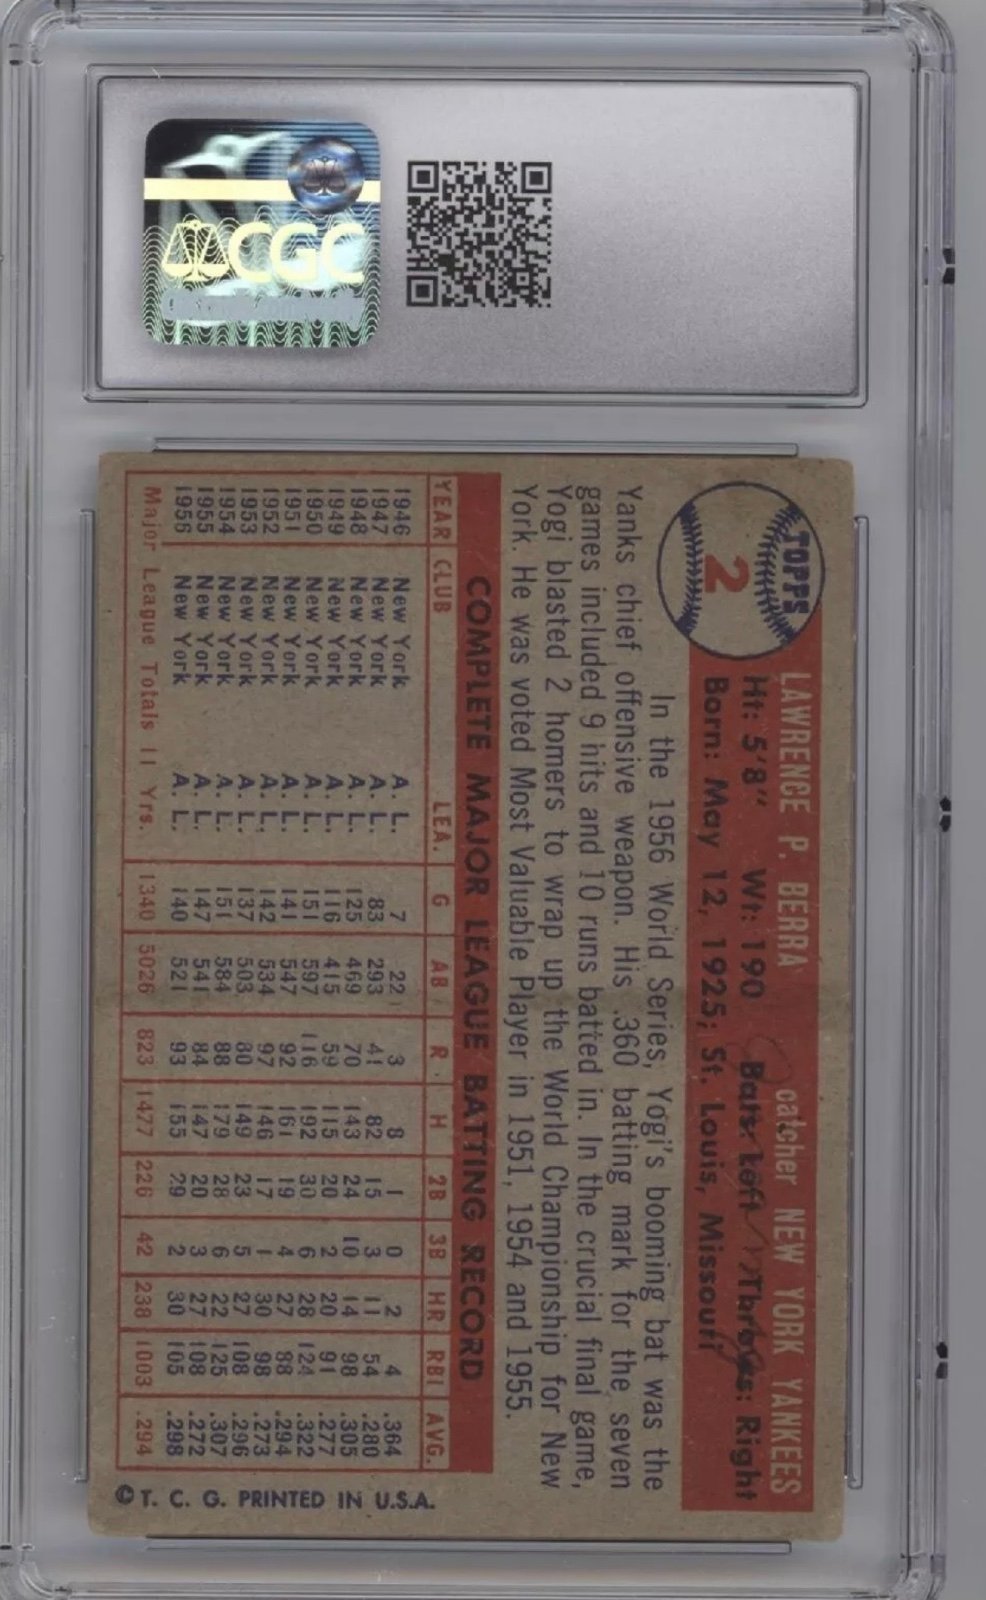 CGC
TOPPS
2
LAWRENCE P. BERRA catcher NEW YORK YANKEES
Ht: 5'8" Wt: 190 Bats: Left Throws: Right
Born: May 12, 1925; St. Louis, Missouri
In the 1956 World Series, Yogi's booming bat was the
Yanks chief offensive weapon. His .360 batting mark for the seven
games included 9 hits and 10 runs batted in. In the crucial final game,
Yogi blasted 2 homers to wrap up the World Championship for New
York. He was voted Most Valuable Player in 1951, 1954 and 1955.
COMPLETE MAJOR LEAGUE BATTING RECORD
YEAR CLUB LEA. G AB R H 2B 3B HR RBI AVG.
1946 New York A. L. 7 22 3 8 1 0 2 4 .364
1947 New York A. L. 83 293 41 82 15 3 11 54 .280
1948 New York A. L. 125 469 70 143 24 10 14 98 .305
1949 New York A. L. 116 415 59 115 20 2 20 91 .277
1950 New York A. L. 151 597 116 192 30 6 28 124 .322
1951 New York A. L. 141 547 92 161 19 4 27 88 .294
1952 New York A. L. 142 534 97 146 17 1 30 98 .273
1953 New York A. L. 137 503 80 149 23 5 27 108 .296
1954 New York A. L. 151 584 88 179 28 6 22 125 .307
1955 New York A. L. 147 541 84 147 20 3 27 108 .272
1956 New York A. L. 140 521 93 155 29 2 30 105 .298
Major League Totals 11 Yrs. 1340 5026 823 1477 226 42 238 1003 .294
© T. C. G. PRINTED IN U.S.A.